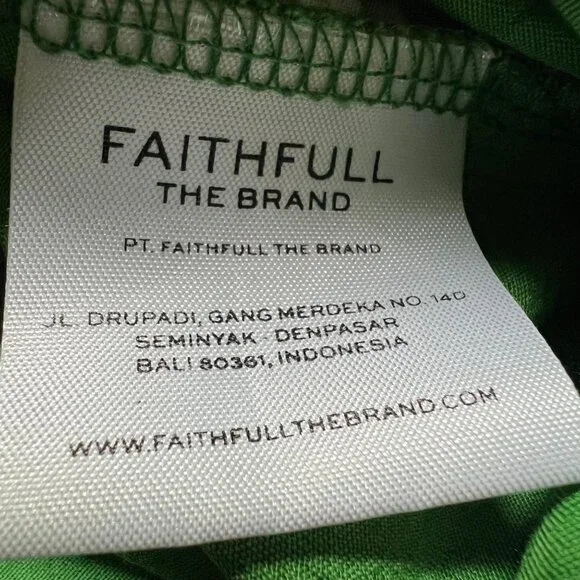 FAITHFULL
THE BRAND
PT. FAITHFULL THE BRAND
JL. DRUPADI, GANG MERDEKA NO. 14D
SEMINYAK - DENPASAR
BALI 80361, INDONESIA
WWW.FAITHFULLTHEBRAND.COM